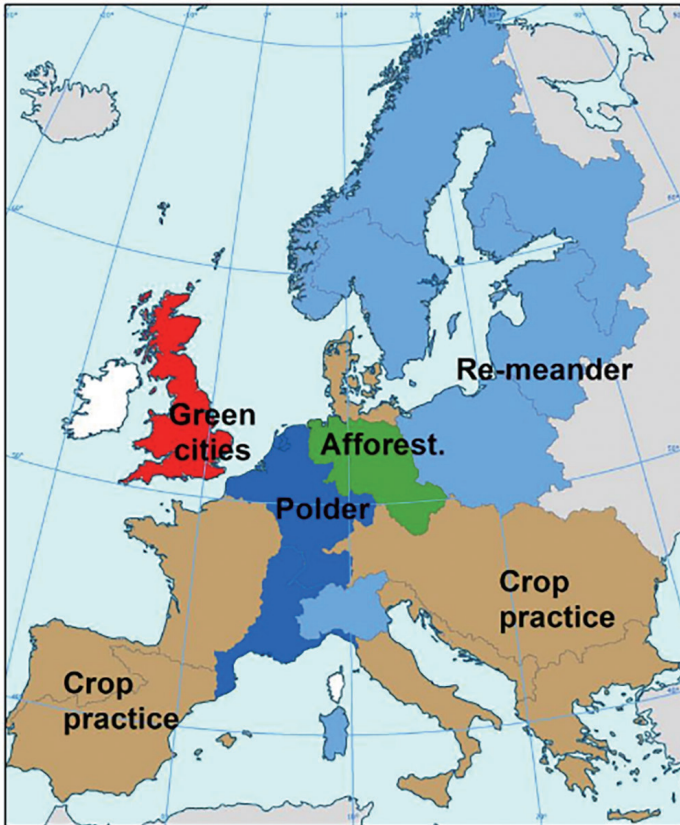 Re-meander
Green
cities
Afforest.
Polder
Crop
practice
Crop
practice